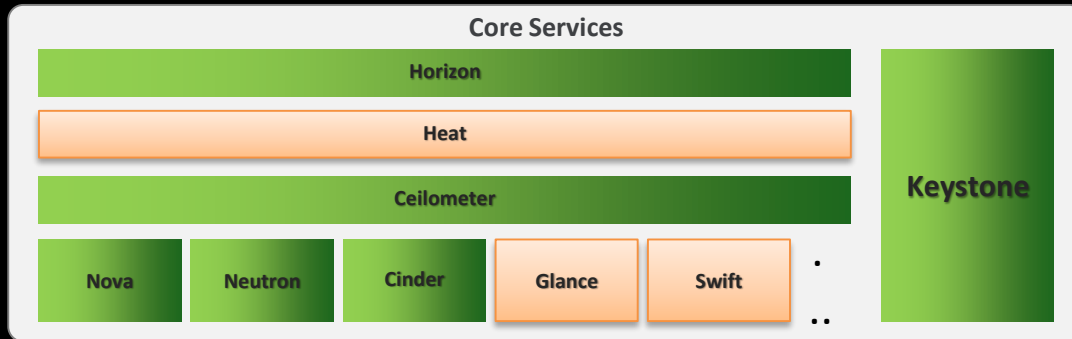 Core Services
Horizon
Heat
Keystone
Ceilometer
Nova
Neutron
Cinder
Glance
Swift
.
..